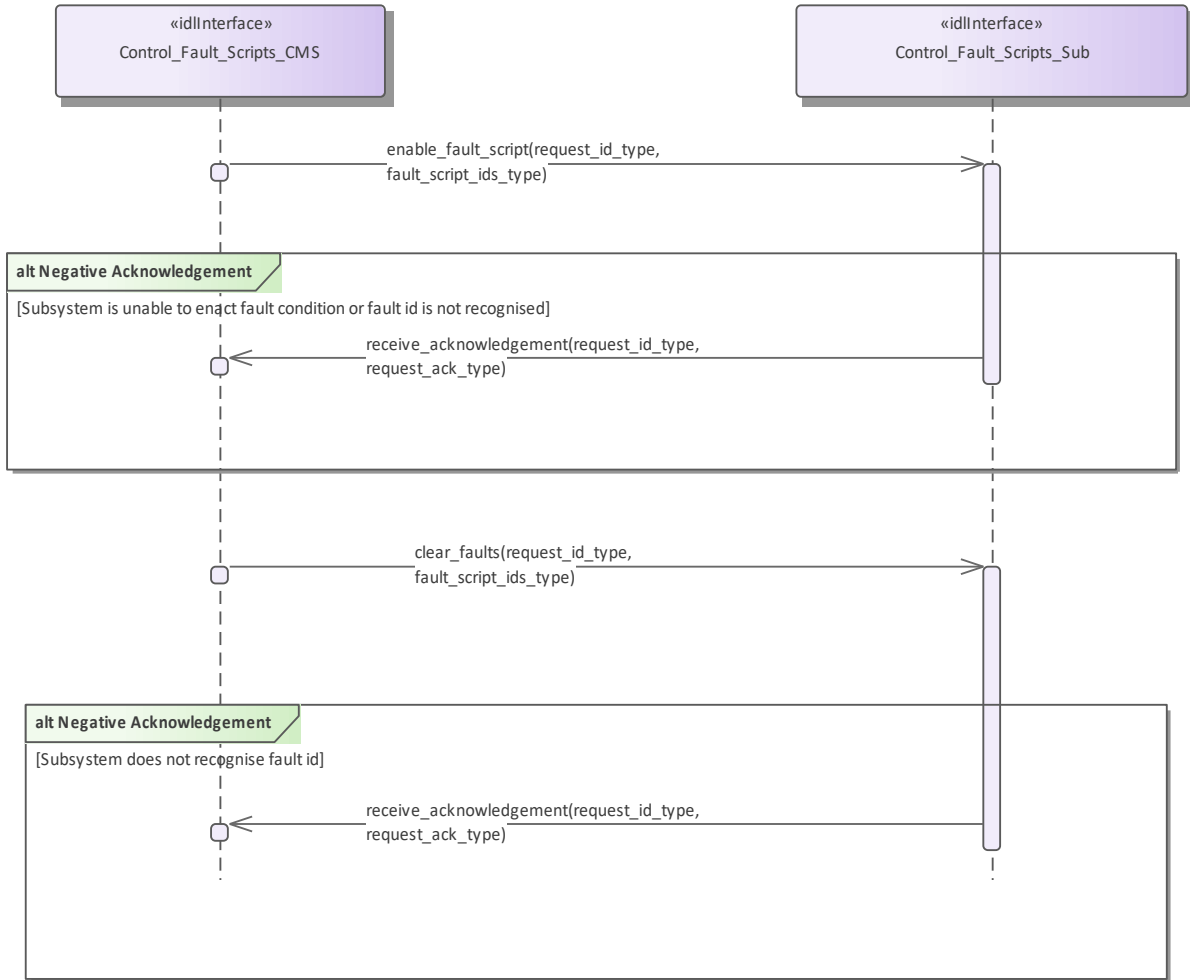 «idlInterface»
Control_Fault_Scripts_CMS
«idlInterface»
Control_Fault_Scripts_Sub
enable_fault_script(request_id_type,
fault_script_ids_type)
alt Negative Acknowledgement
[Subsystem is unable to enact fault condition or fault id is not recognised]
receive_acknowledgement(request_id_type,
request_ack_type)
clear_faults(request_id_type,
fault_script_ids_type)
alt Negative Acknowledgement
[Subsystem does not recognise fault id]
receive_acknowledgement(request_id_type,
request_ack_type)